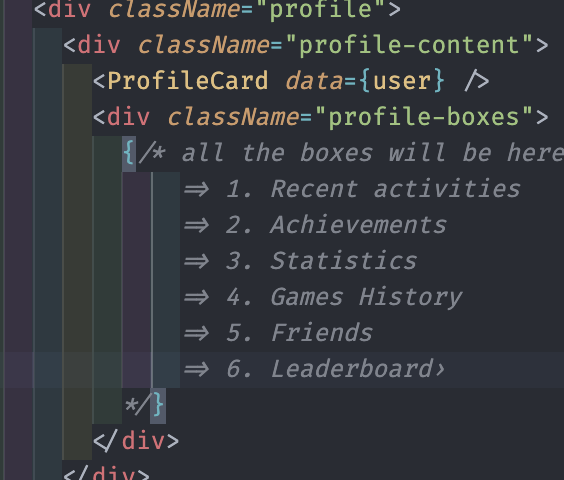 <div className="profile">
<div className="profile-content">
<ProfileCard data={user} />
<div className="profile-boxes">
{/* all the boxes will be here
=> 1. Recent activities
=> 2. Achievements
=> 3. Statistics
=> 4. Games History
=> 5. Friends
=> 6. Leaderboard>
*/}
</div>
</div>